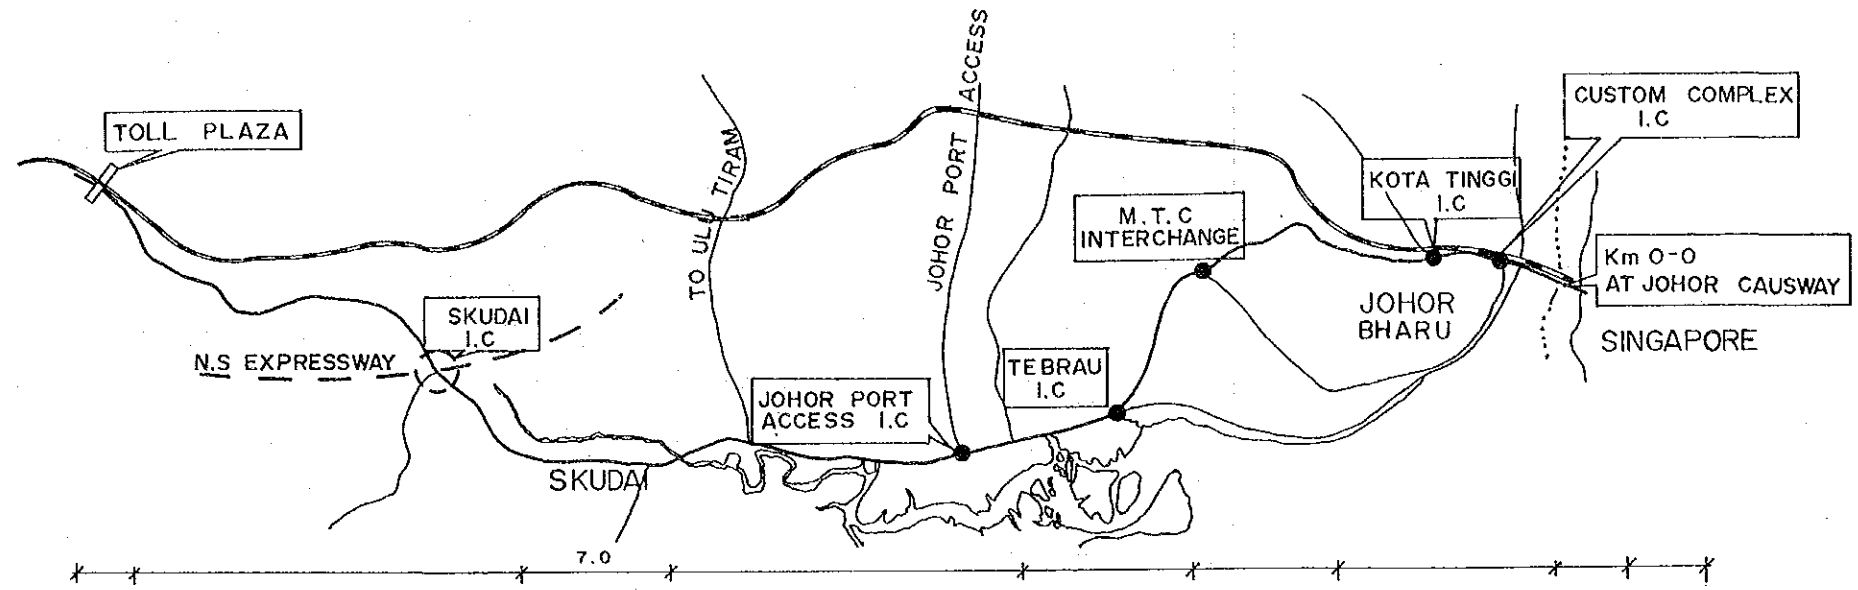 TOLL PLAZA
N.S EXPRESSWAY
SKUDAI
I.C
SKUDAI
TO ULU TIRAM
JOHOR PORT
ACCESS I.C
JOHOR PORT ACCESS
TEBRAU
I.C
M.T.C
INTERCHANGE
KOTA TINGGI
I.C
CUSTOM COMPLEX
I.C
Km 0-0
AT JOHOR CAUSWAY
JOHOR
BHARU
SINGAPORE
7.0